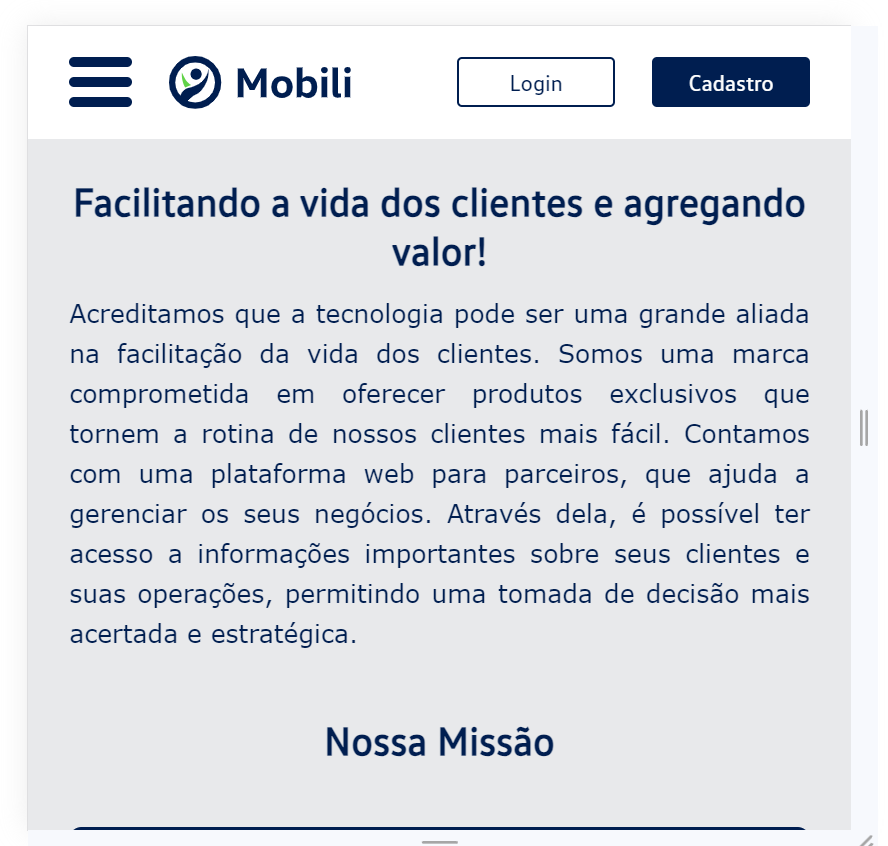 Mobili
Login
Cadastro
Facilitando a vida dos clientes e agregando
valor!
Acreditamos que a tecnologia pode ser uma grande aliada
na facilitação da vida dos clientes. Somos uma marca
comprometida em oferecer produtos exclusivos que
tornem a rotina de nossos clientes mais fácil. Contamos
com uma plataforma web para parceiros, que ajuda a
gerenciar os seus negócios. Através dela, é possível ter
acesso a informações importantes sobre seus clientes e
suas operações, permitindo uma tomada de decisão mais
acertada e estratégica.
Nossa Missão